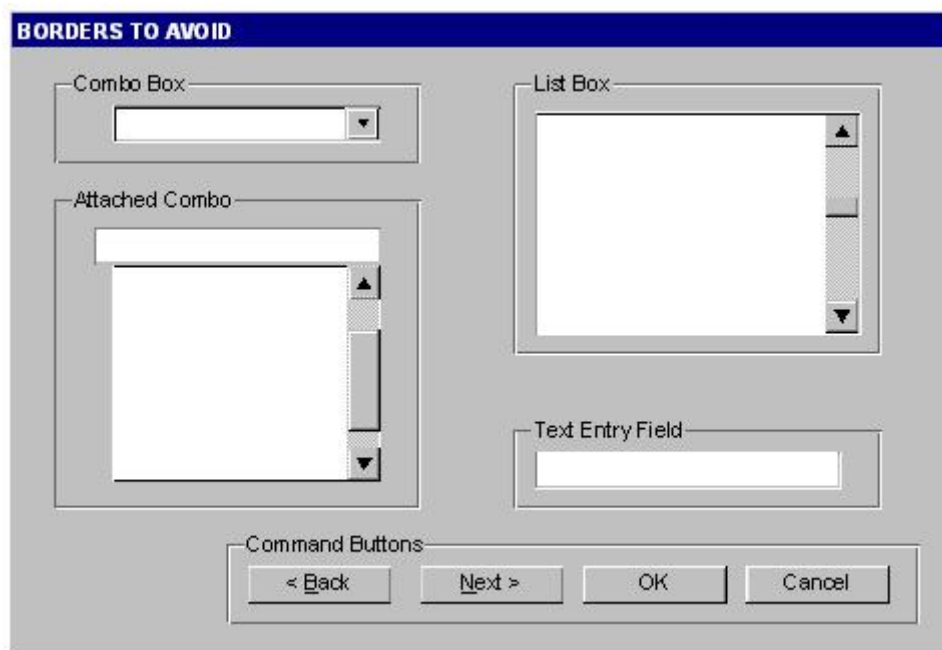 BORDERS TO AVOID
Combo Box
List Box
Attached Combo
Text Entry Field
Command Buttons
< Back
Next >
OK
Cancel